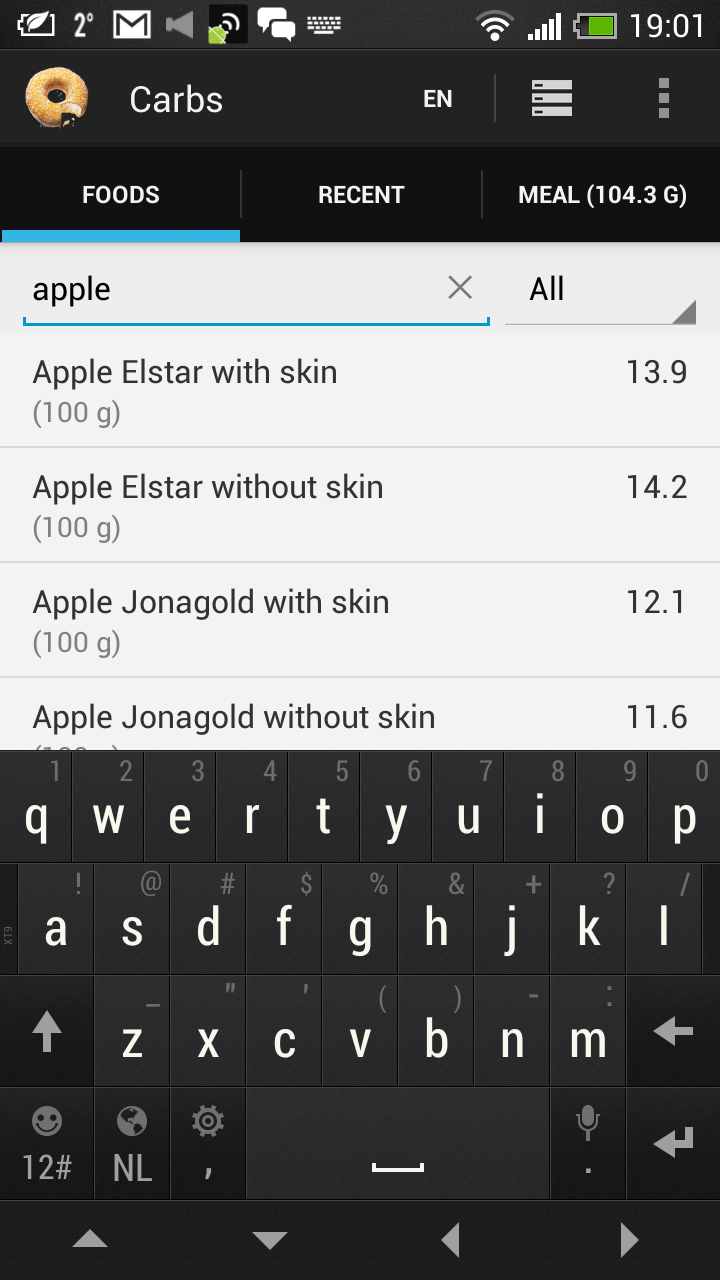 2° 19:01
Carbs EN
FOODS RECENT MEAL (104.3 G)
apple All
Apple Elstar with skin 13.9
(100 g)
Apple Elstar without skin 14.2
(100 g)
Apple Jonagold with skin 12.1
(100 g)
Apple Jonagold without skin 11.6
(100 g)
1 2 3 4 5 6 7 8 9 0
q w e r t y u i o p
! @ # $ % & + ? /
XT9 a s d f g h j k l
_ " ' ( ) - :
z x c v b n m
12# NL , .